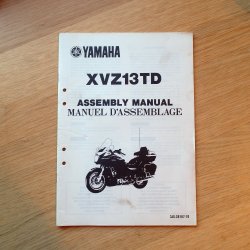 YAMAHA
XVZ13TD
ASSEMBLY MANUAL
MANUEL D'ASSEMBLAGE